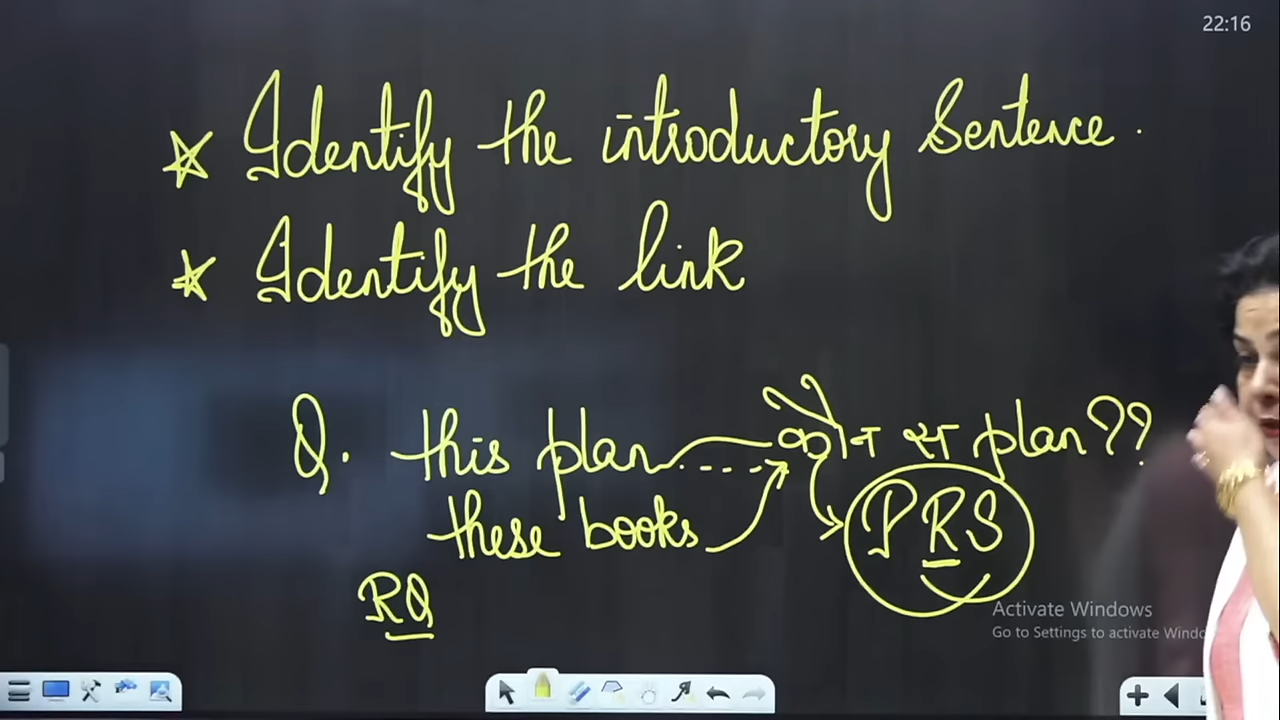 22:16
☆ Identify the introductory Sentence.
☆ Identify the link
Q. this plan ----- कौन सा plan ??
these books
PRS
RQ
Activate Windows
Go to Settings to activate Windo